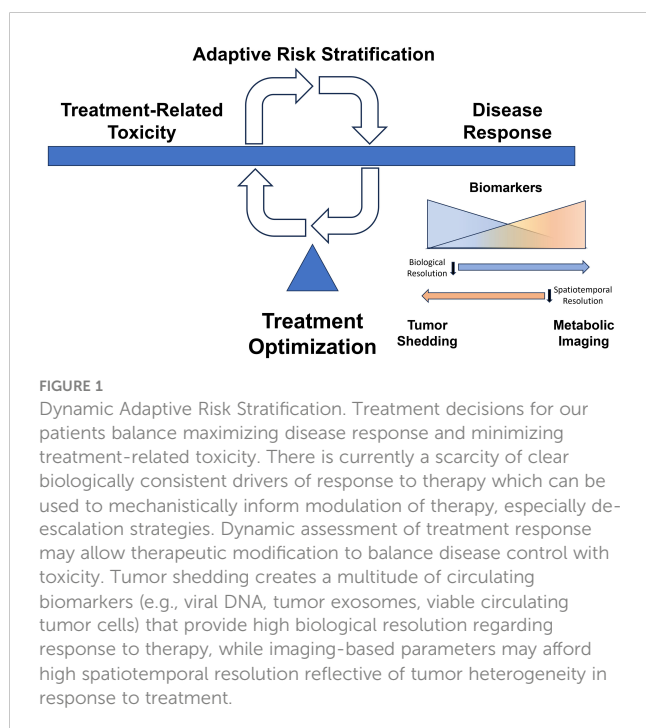 Adaptive Risk Stratification
Treatment-Related
Toxicity
Disease
Response
Biomarkers
Biological
Resolution
Spatiotemporal
Resolution
Tumor
Shedding
Metabolic
Imaging
Treatment
Optimization
FIGURE 1
Dynamic Adaptive Risk Stratification. Treatment decisions for our
patients balance maximizing disease response and minimizing
treatment-related toxicity. There is currently a scarcity of clear
biologically consistent drivers of response to therapy which can be
used to mechanistically inform modulation of therapy, especially de-
escalation strategies. Dynamic assessment of treatment response
may allow therapeutic modification to balance disease control with
toxicity. Tumor shedding creates a multitude of circulating
biomarkers (e.g., viral DNA, tumor exosomes, viable circulating
tumor cells) that provide high biological resolution regarding
response to therapy, while imaging-based parameters may afford
high spatiotemporal resolution reflective of tumor heterogeneity in
response to treatment.